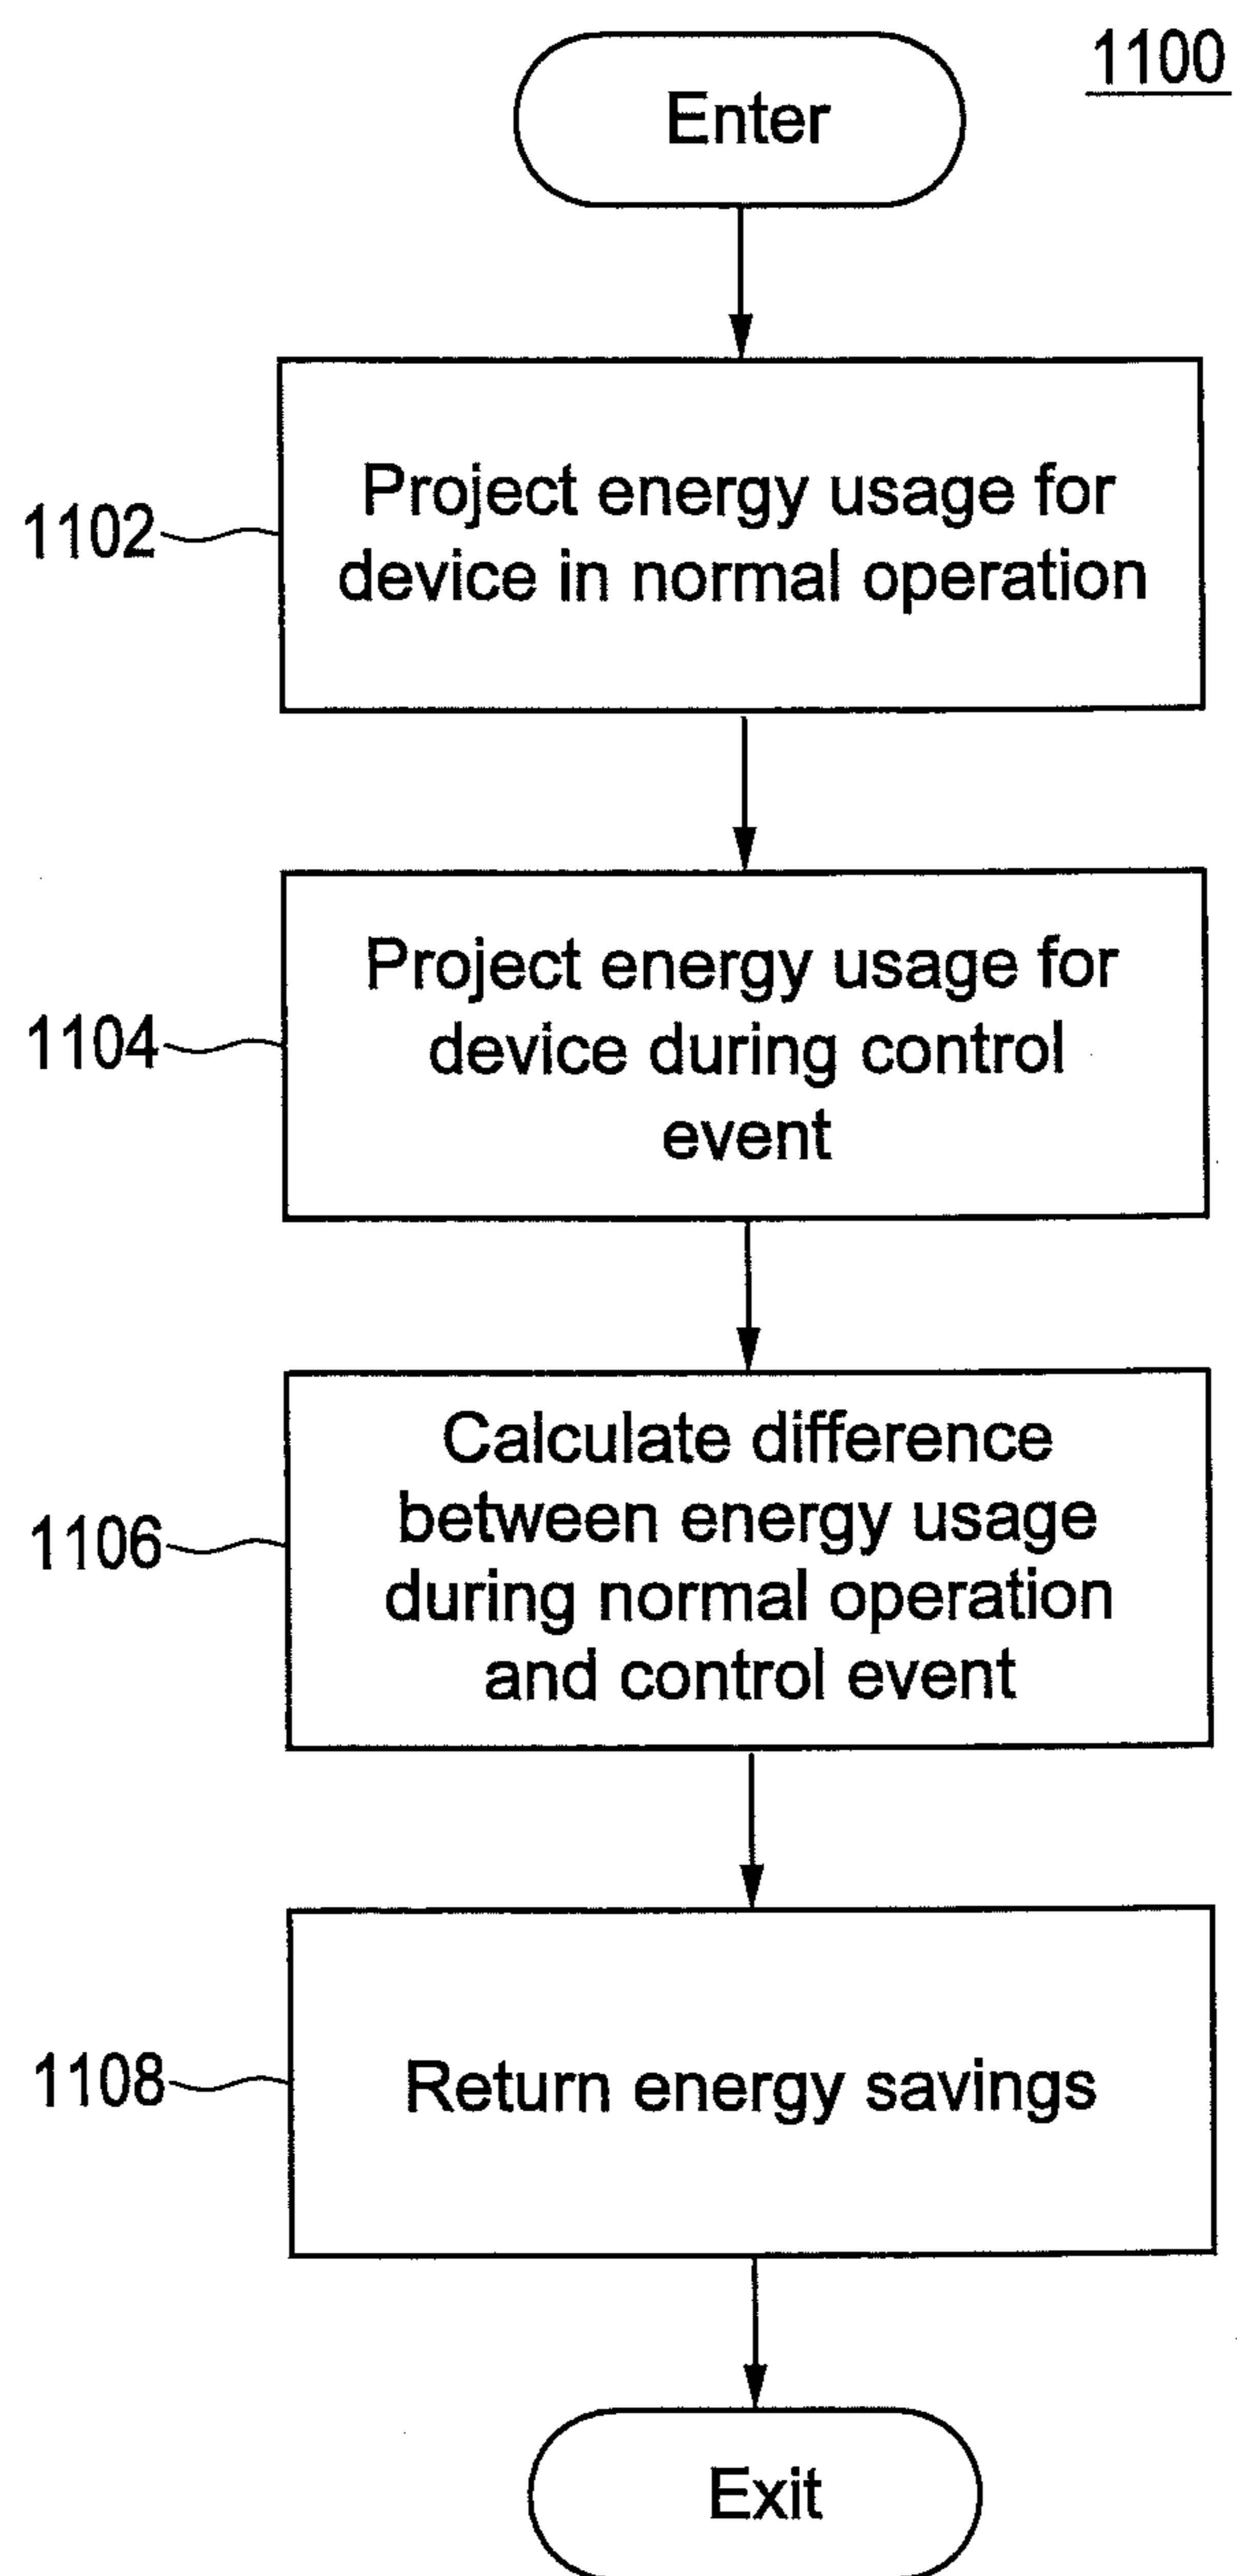 1100
Enter
1102
Project energy usage for
device in normal operation
1104
Project energy usage for
device during control
event
1106
Calculate difference
between energy usage
during normal operation
and control event
1108
Return energy savings
Exit